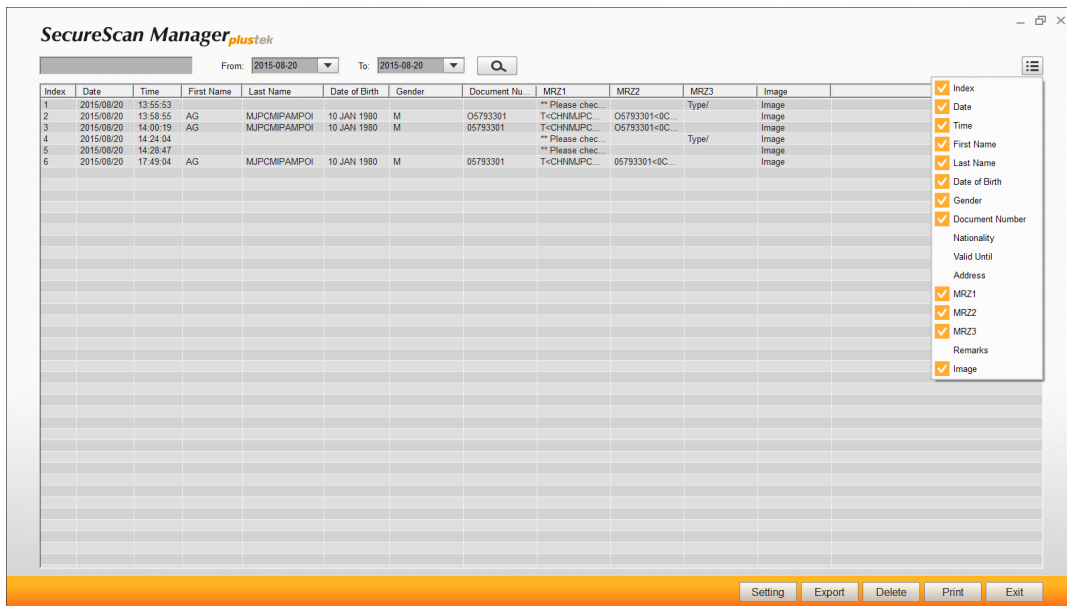 SecureScan Manager plustek
From: 2015-08-20 To: 2015-08-20
Index Date Time First Name Last Name Date of Birth Gender Document Nu... MRZ1 MRZ2 MRZ3 Image
1 2015/08/20 13:55:53 ** Please chec... Type/ Image
2 2015/08/20 13:58:55 AG MJPCMIPAMPOI 10 JAN 1980 M O5793301 T<CHNMJPC... O5793301<0C...  Image
3 2015/08/20 14:00:19 AG MJPCMIPAMPOI 10 JAN 1980 M 05793301 T<CHNMJPC... O5793301<0C... Image
4 2015/08/20 14:24:04 ** Please chec... Type/ Image
5 2015/08/20 14:28:47 ** Please chec... Image
6 2015/08/20 17:49:04 AG MJPCMIPAMPOI 10 JAN 1980 M 05793301 T<CHNMJPC... 05793301<0C... Image
Index
Date
Time
First Name
Last Name
Date of Birth
Gender
Document Number
Nationality
Valid Until
Address
MRZ1
MRZ2
MRZ3
Remarks
Image
Setting Export Delete Print Exit